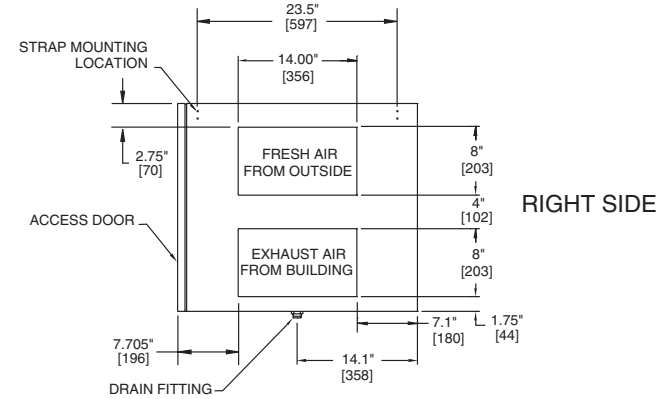 23.5"
[597]
STRAP MOUNTING
LOCATION
14.00"
[356]
2.75"
[70]
FRESH AIR
FROM OUTSIDE
8"
[203]
4"
[102]
RIGHT SIDE
ACCESS DOOR
EXHAUST AIR
FROM BUILDING
8"
[203]
7.705"
[196]
7.1"
[180]
1.75"
[44]
14.1"
[358]
DRAIN FITTING